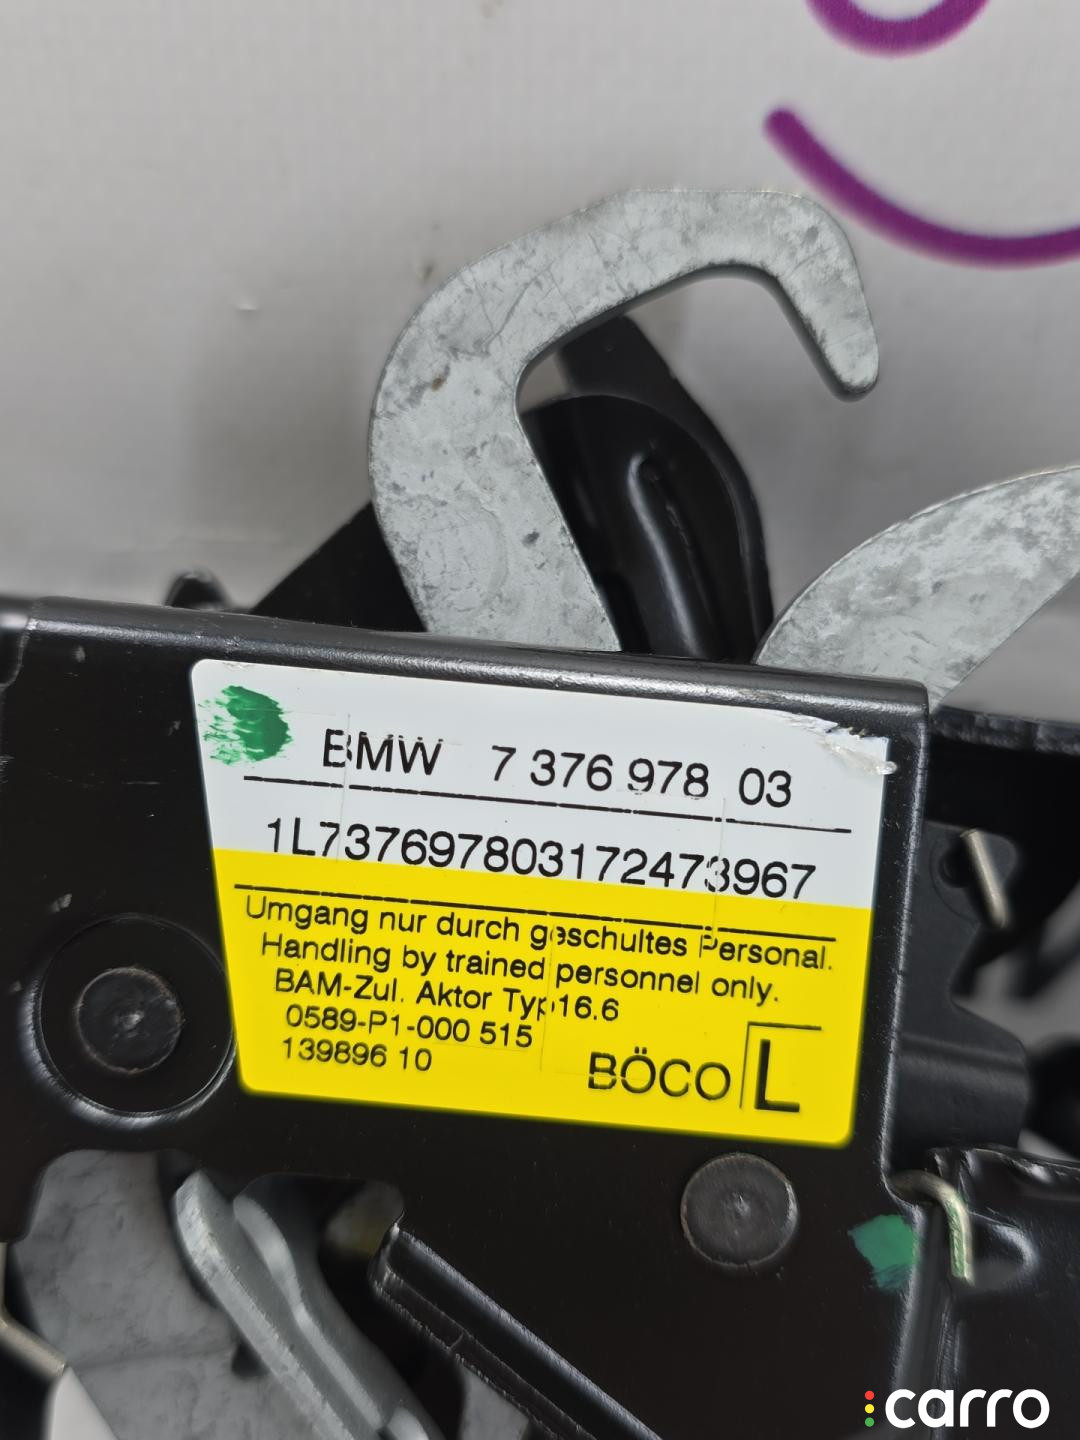 BMW 7 376 978 03
1L737697803172473967
Umgang nur durch geschultes Personal.
Handling by trained personnel only.
BAM-Zul. Aktor Typ16.6
0589-P1-000 515
139896 10
BÖCO L
carro